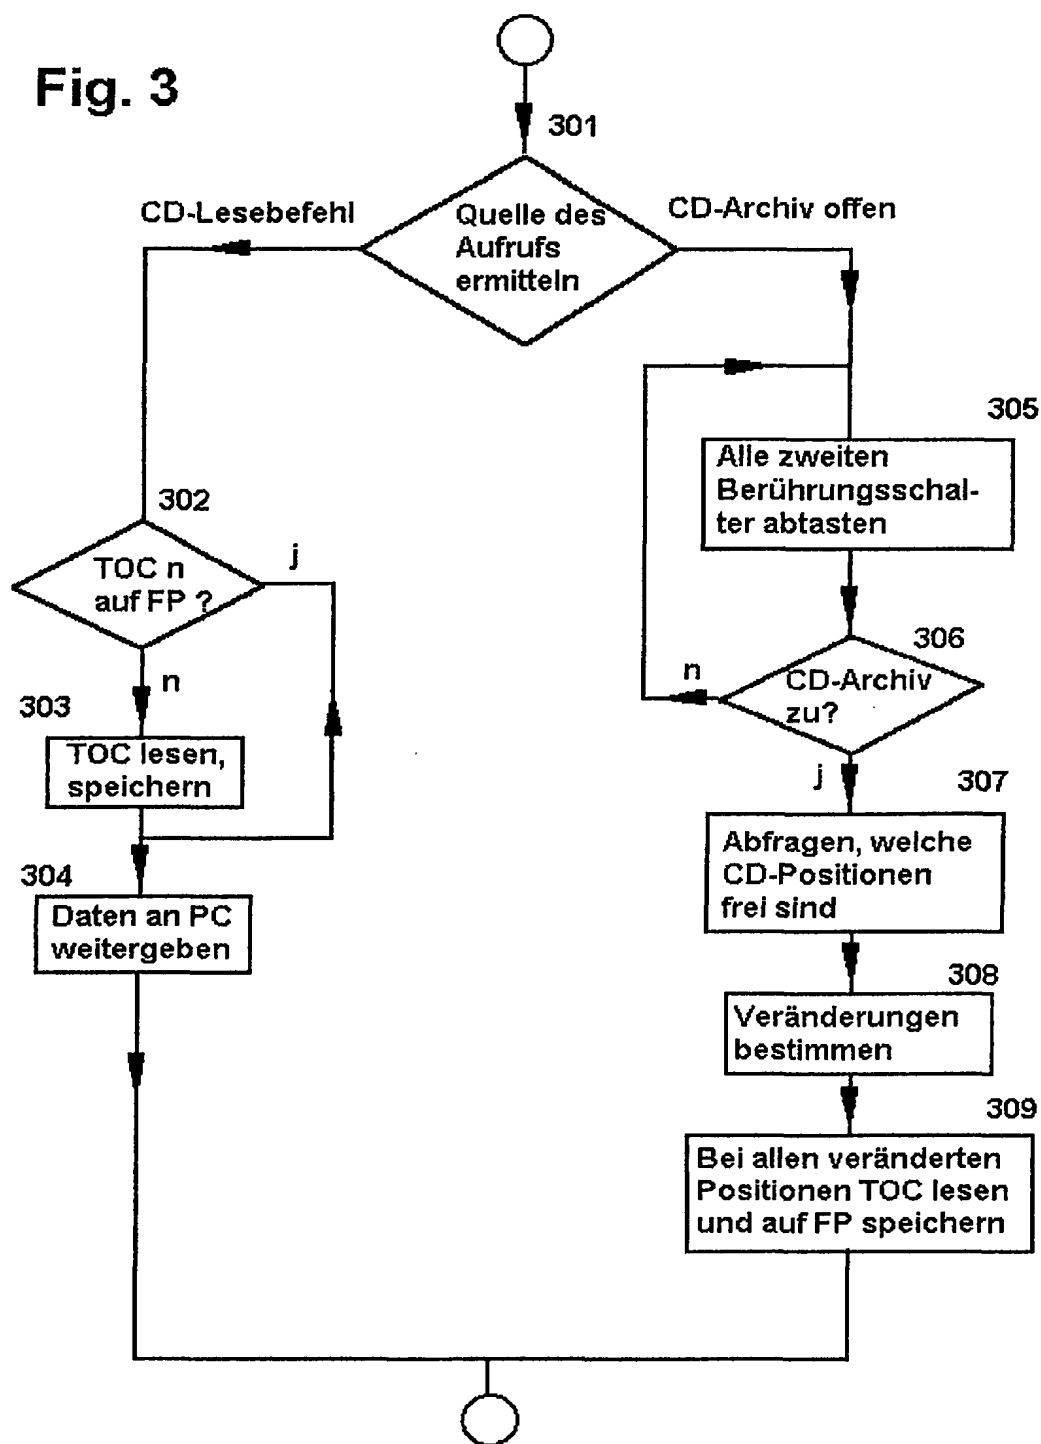 Fig. 3
301
CD-Lesebefehl
Quelle des
Aufrufs
ermitteln
CD-Archiv offen
302
TOC n
auf FP ?
j
n
303
TOC lesen,
speichern
304
Daten an PC
weitergeben
305
Alle zweiten
Berührungsschal-
ter abtasten
306
n
CD-Archiv
zu?
j
307
Abfragen, welche
CD-Positionen
frei sind
308
Veränderungen
bestimmen
309
Bei allen veränderten
Positionen TOC lesen
und auf FP speichern